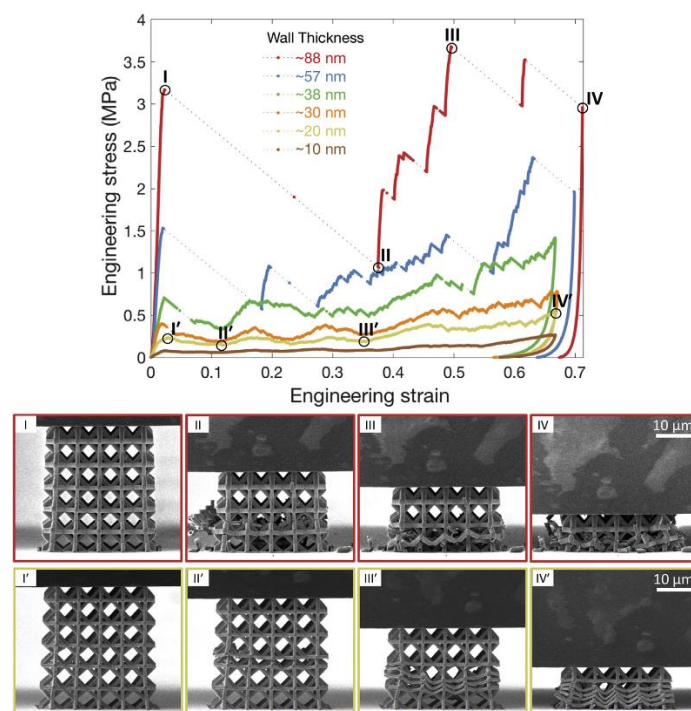 Wall Thickness
~88 nm
~57 nm
~38 nm
~30 nm
~20 nm
~10 nm
I
II
III
IV
I′
II′
III′
IV′
Engineering stress (MPa)
4
3.5
3
2.5
2
1.5
1
0.5
0
0 0.1 0.2 0.3 0.4 0.5 0.6 0.7
Engineering strain
I II III IV 10 µm
I′ II′ III′ IV′ 10 µm